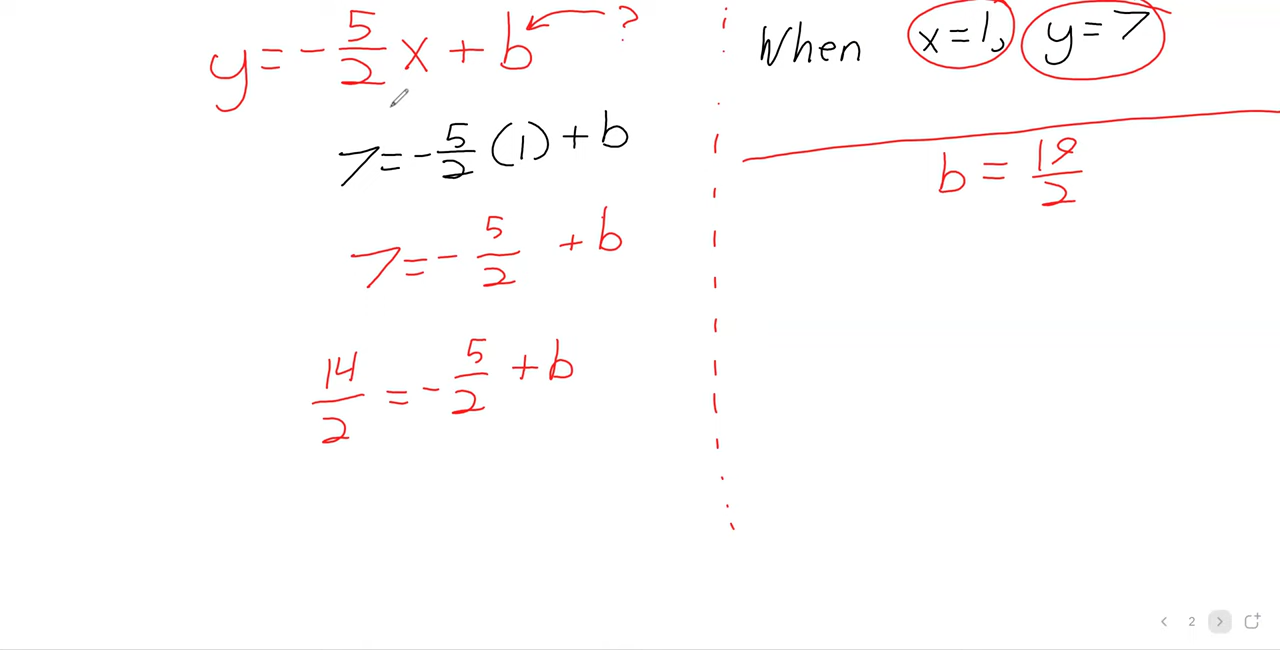 y = -5/2 x + b ?
7 = -5/2 (1) + b
7 = -5/2 + b
14/2 = -5/2 + b
When x=1, y=7
b = 19/2
2